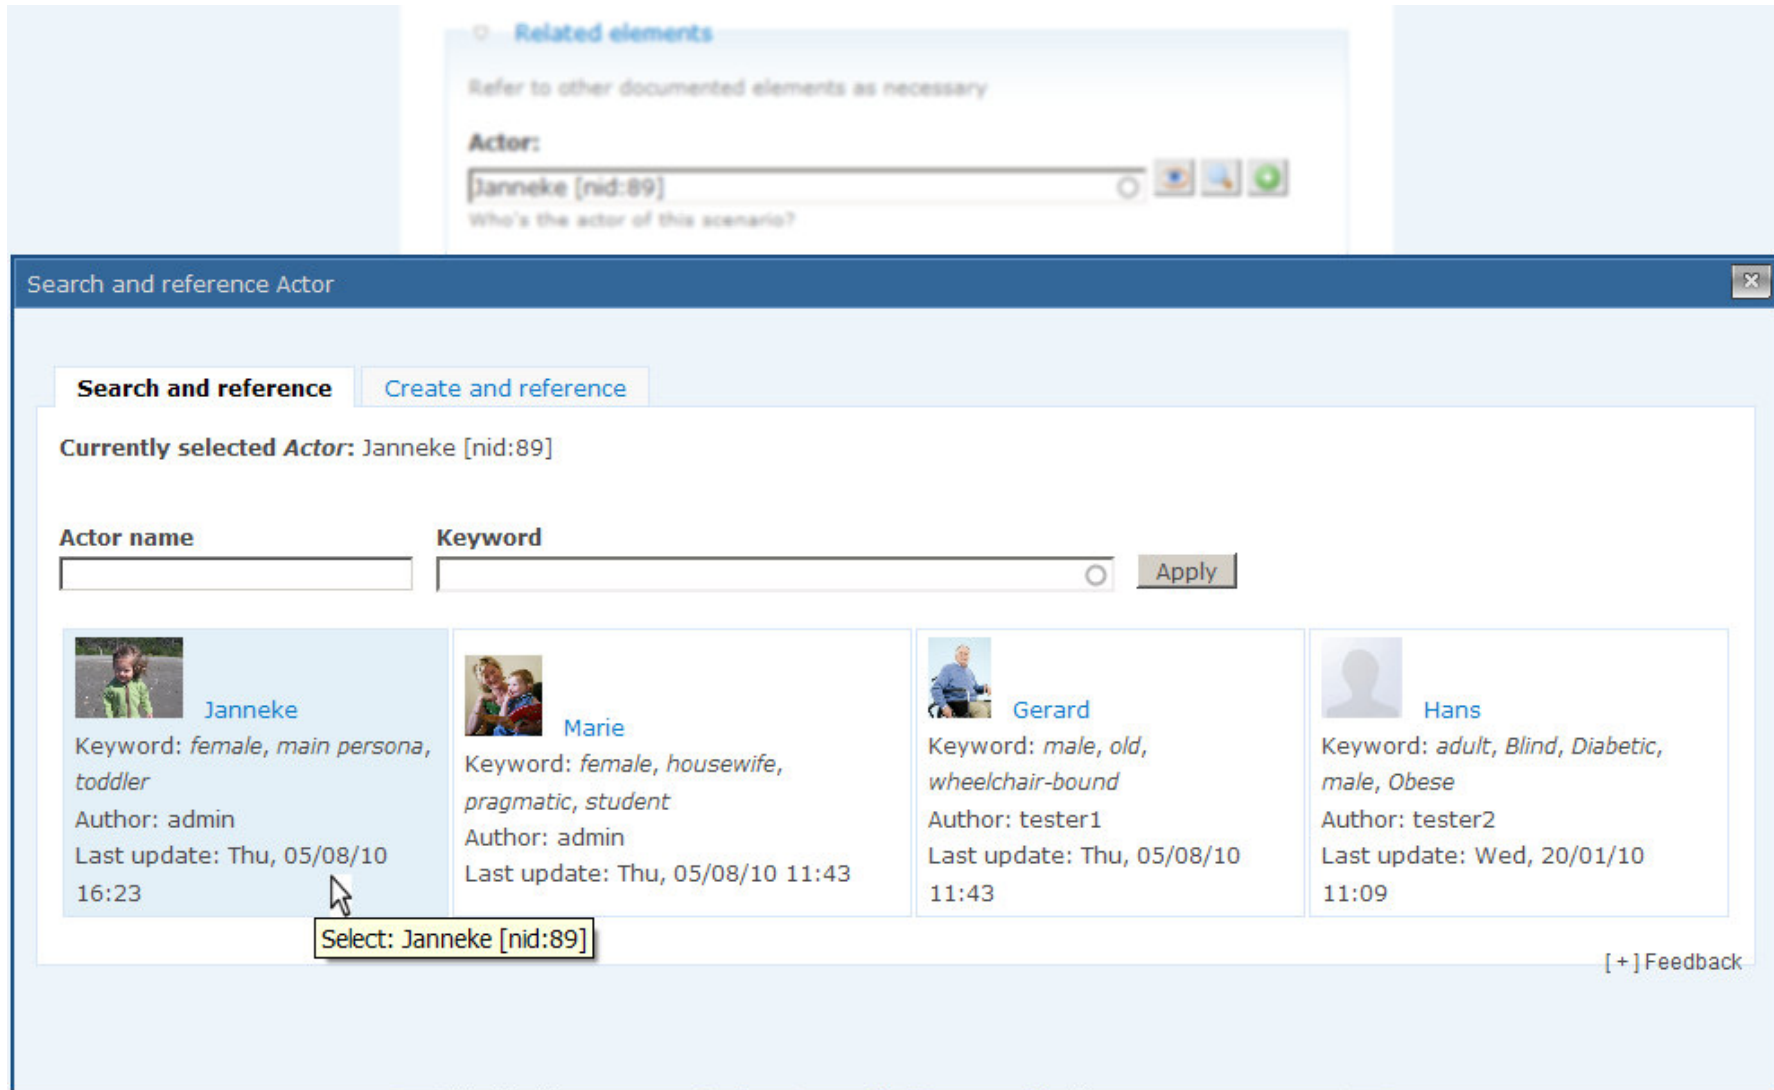 Related elements
Refer to other documented elements as necessary
Actor:
Janneke [nid:89]
Who's the actor of this scenario?
Search and reference Actor
Search and reference
Create and reference
Currently selected Actor: Janneke [nid:89]
Actor name
Keyword
Apply
Janneke
Keyword: female, main persona,
toddler
Author: admin
Last update: Thu, 05/08/10
16:23
Marie
Keyword: female, housewife,
pragmatic, student
Author: admin
Last update: Thu, 05/08/10 11:43
Gerard
Keyword: male, old,
wheelchair-bound
Author: tester1
Last update: Thu, 05/08/10
11:43
Hans
Keyword: adult, Blind, Diabetic,
male, Obese
Author: tester2
Last update: Wed, 20/01/10
11:09
Select: Janneke [nid:89]
[+] Feedback